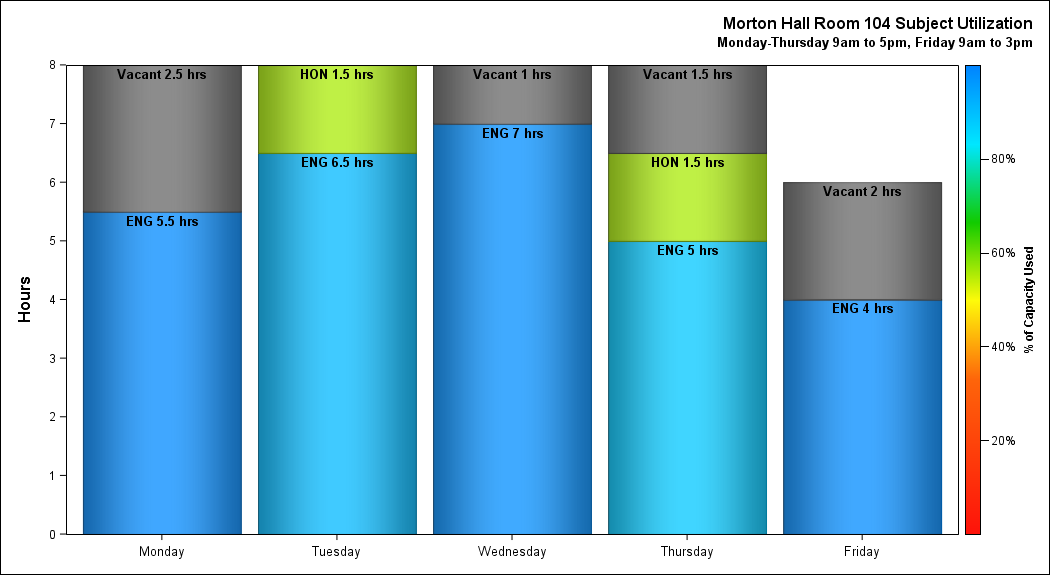 Morton Hall Room 104 Subject Utilization
Monday-Thursday 9am to 5pm, Friday 9am to 3pm
Hours
8
7
6
5
4
3
2
1
0
Vacant 2.5 hrs
ENG 5.5 hrs
HON 1.5 hrs
ENG 6.5 hrs
Vacant 1 hrs
ENG 7 hrs
Vacant 1.5 hrs
HON 1.5 hrs
ENG 5 hrs
Vacant 2 hrs
ENG 4 hrs
Monday
Tuesday
Wednesday
Thursday
Friday
80%
60%
40%
20%
% of Capacity Used